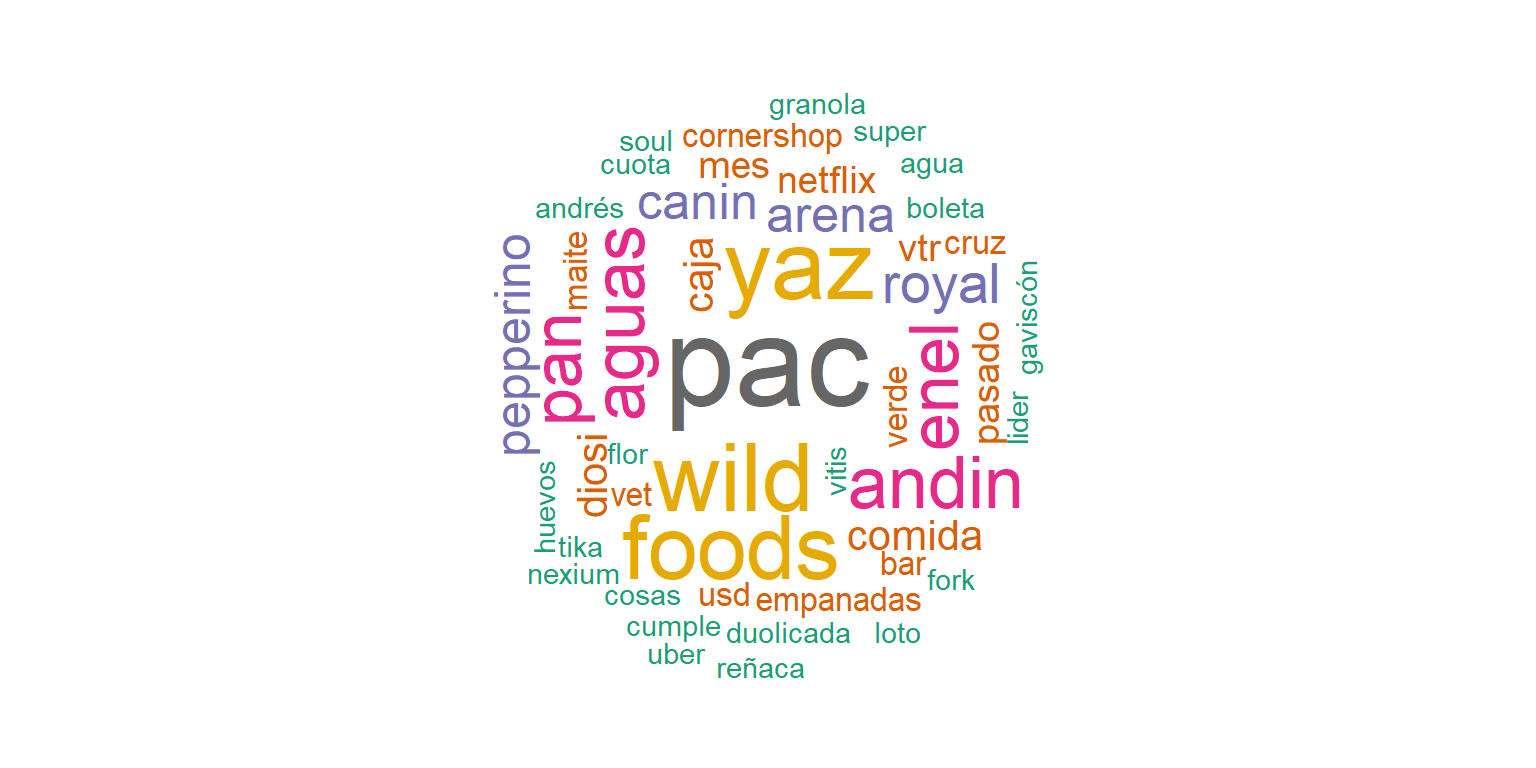 granola
soul
cornershop
super
cuota
mes
netflix
agua
andrés
canin
arena
boleta
pepperino
maite
aguas
caja
yaz
vtr
cruz
royal
gaviscón
pan
pac
verde
enel
pasado
lider
huevos
diosi
flor
vet
wild
vitis
andin
tika
foods
comida
nexium
bar
fork
cosas
usd
empanadas
cumple
duolicada
loto
uber
reñaca